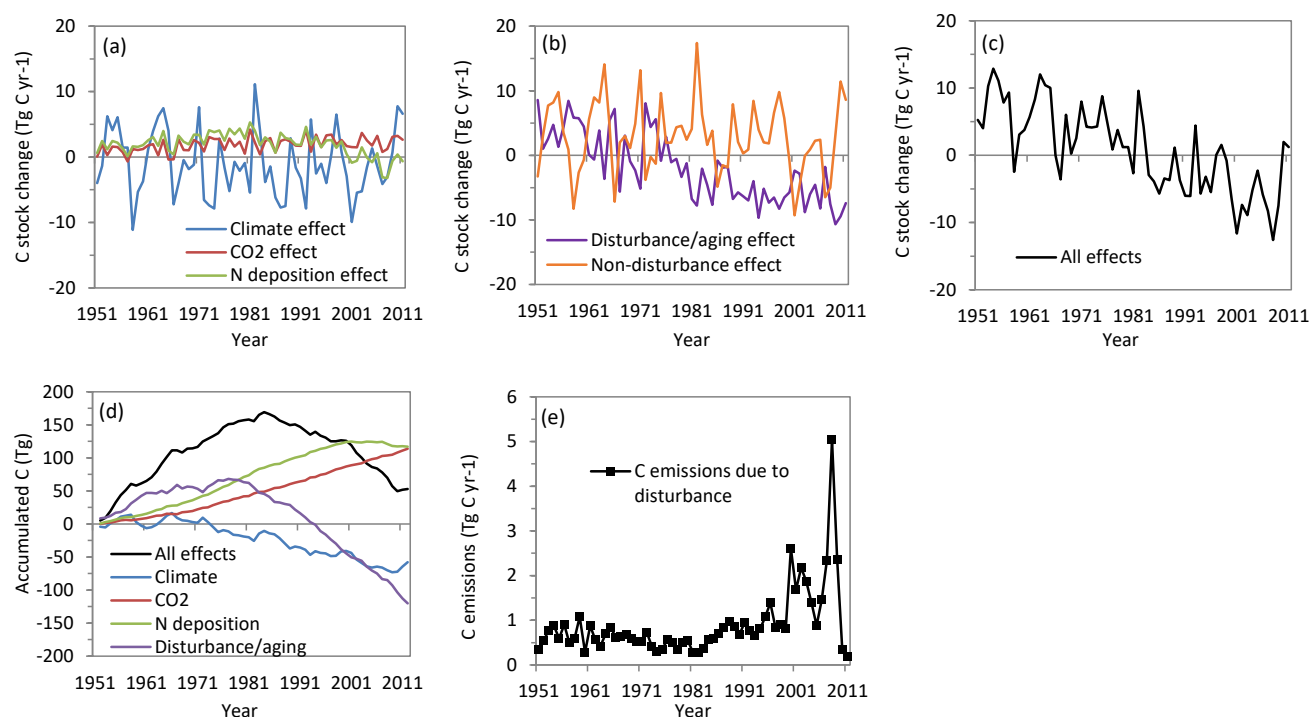 (a)
C stock change (Tg C yr-1)
20
10
0
-10
-20
Climate effect
CO2 effect
N deposition effect
1951 1961 1971 1981 1991 2001 2011
Year
(b)
C stock change (Tg C yr-1)
20
10
0
-10
-20
Disturbance/aging effect
Non-disturbance effect
1951 1961 1971 1981 1991 2001 2011
Year
(c)
C stock change (Tg C yr-1)
20
10
0
-10
-20
All effects
1951 1961 1971 1981 1991 2001 2011
Year
(d)
Accumulated C (Tg)
200
150
100
50
0
-50
-100
-150
-200
All effects
Climate
CO2
N deposition
Disturbance/aging
1951 1961 1971 1981 1991 2001 2011
Year
(e)
C emissions (Tg C yr-1)
6
5
4
3
2
1
0
C emissions due to
disturbance
1951 1961 1971 1981 1991 2001 2011
Year